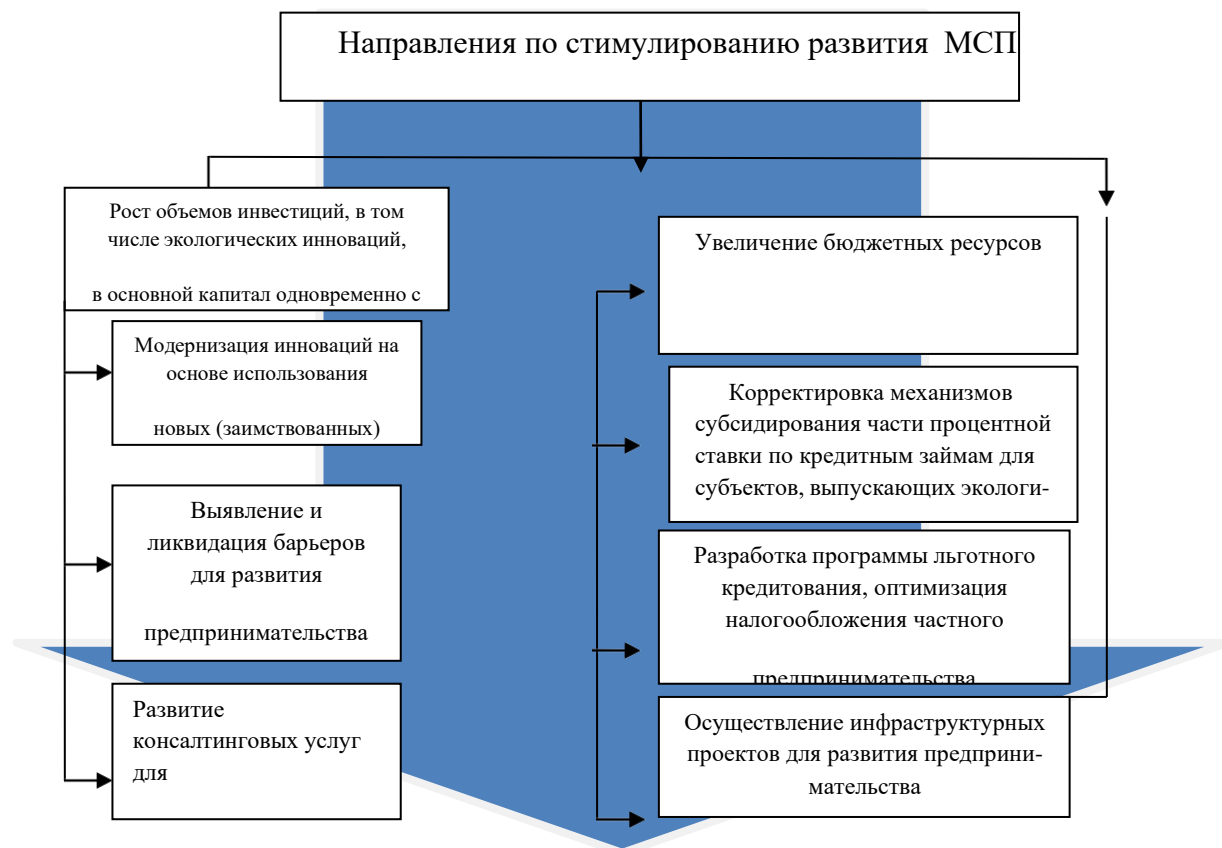 Направления по стимулированию развития МСП
Рост объемов инвестиций, в том
числе экологических инноваций,
в основной капитал одновременно с
Модернизация инноваций на
основе использования
новых (заимствованных)
Выявление и
ликвидация барьеров
для развития
предпринимательства
Развитие
консалтинговых услуг
для
Увеличение бюджетных ресурсов
Корректировка механизмов
субсидирования части процентной
ставки по кредитным займам для
субъектов, выпускающих экологи-
Разработка программы льготного
кредитования, оптимизация
налогообложения частного
предпринимательства
Осуществление инфраструктурных
проектов для развития предприни-
мательства